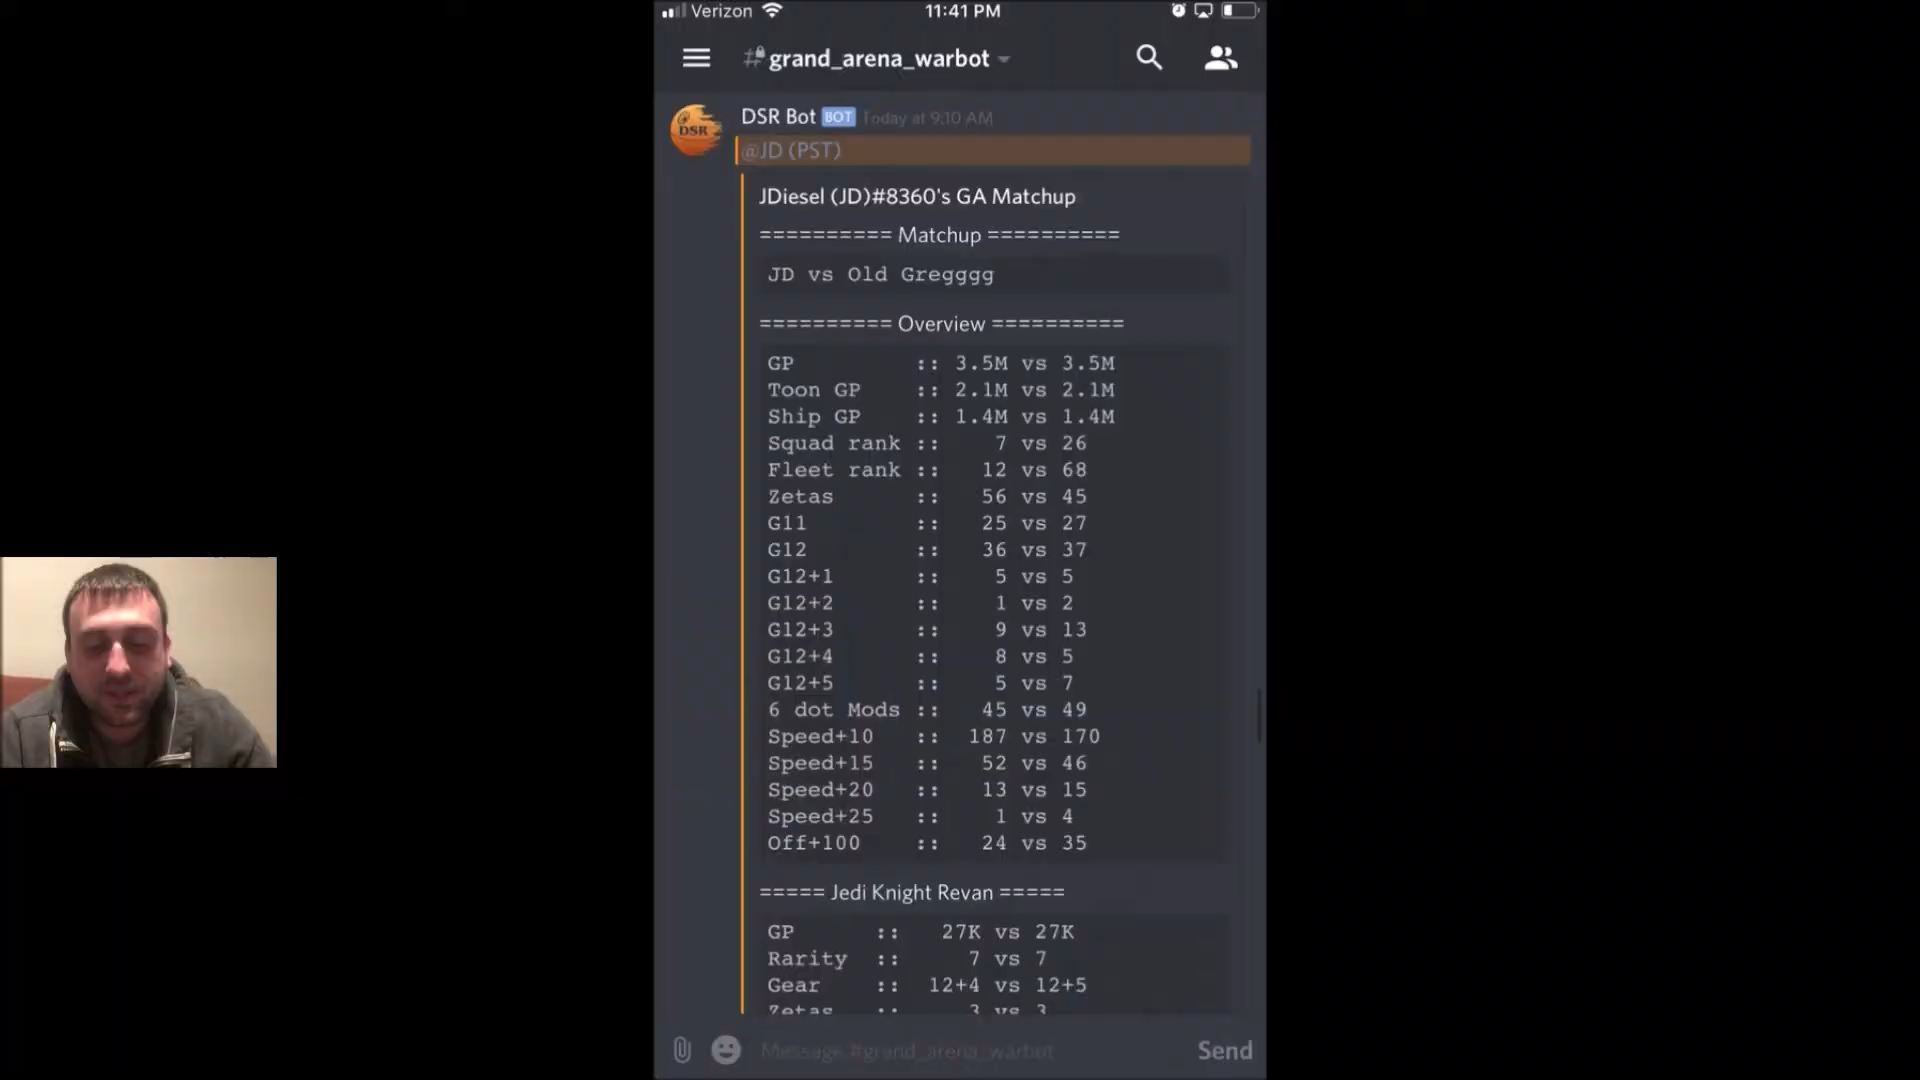 Verizon 11:41 PM
#grand_arena_warbot
DSR
DSR Bot BOT Today at 9:10 AM
@JD (PST)
JDiesel (JD)#8360's GA Matchup
========== Matchup ==========
JD vs Old Gregggg
========== Overview ==========
GP :: 3.5M vs 3.5M
Toon GP :: 2.1M vs 2.1M
Ship GP :: 1.4M vs 1.4M
Squad rank :: 7 vs 26
Fleet rank :: 12 vs 68
Zetas :: 56 vs 45
G11 :: 25 vs 27
G12 :: 36 vs 37
G12+1 :: 5 vs 5
G12+2 :: 1 vs 2
G12+3 :: 9 vs 13
G12+4 :: 8 vs 5
G12+5 :: 5 vs 7
6 dot Mods :: 45 vs 49
Speed+10 :: 187 vs 170
Speed+15 :: 52 vs 46
Speed+20 :: 13 vs 15
Speed+25 :: 1 vs 4
Off+100 :: 24 vs 35
===== Jedi Knight Revan =====
GP :: 27K vs 27K
Rarity :: 7 vs 7
Gear :: 12+4 vs 12+5
Zetas :: 3 vs 3
Message #grand_arena_warbot Send